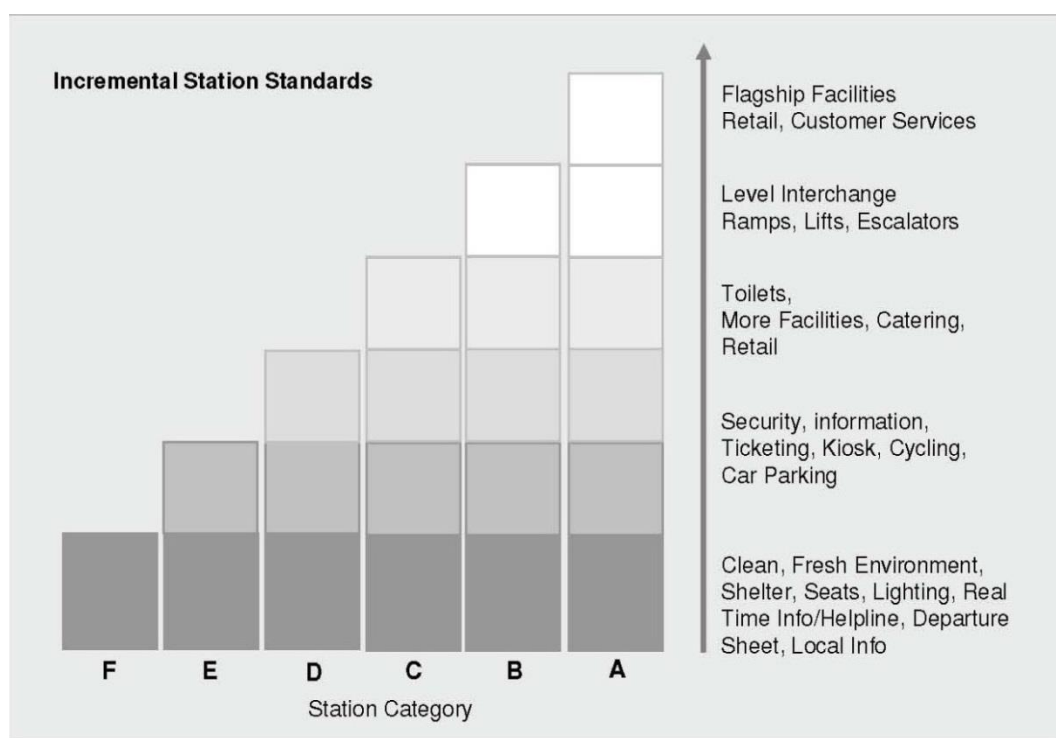 Incremental Station Standards
Flagship Facilities
Retail, Customer Services
Level Interchange
Ramps, Lifts, Escalators
Toilets,
More Facilities, Catering,
Retail
Security, information,
Ticketing, Kiosk, Cycling,
Car Parking
Clean, Fresh Environment,
Shelter, Seats, Lighting, Real
Time Info/Helpline, Departure
Sheet, Local Info
F E D C B A
Station Category